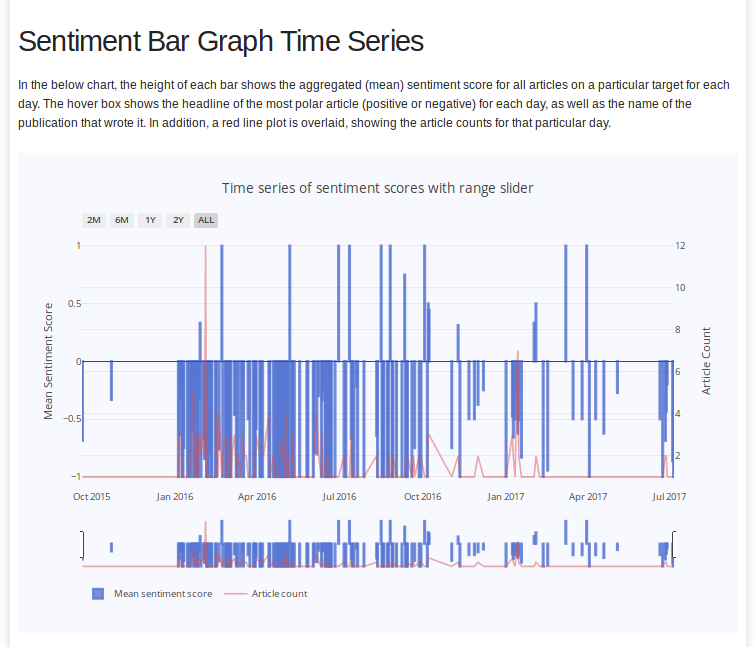 Sentiment Bar Graph Time Series
In the below chart, the height of each bar shows the aggregated (mean) sentiment score for all articles on a particular target for each
day. The hover box shows the headline of the most polar article (positive or negative) for each day, as well as the name of the
publication that wrote it. In addition, a red line plot is overlaid, showing the article counts for that particular day.
Time series of sentiment scores with range slider
2M 6M 1Y 2Y ALL
1 12
10
0.5
8
0 6
Mean Sentiment Score
Article Count
−0.5 4
2
−1
Oct 2015 Jan 2016 Apr 2016 Jul 2016 Oct 2016 Jan 2017 Apr 2017 Jul 2017
Mean sentiment score Article count